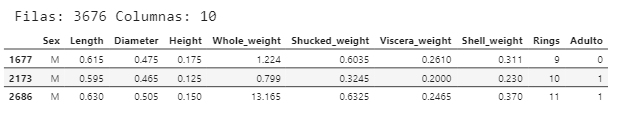 Filas: 3676 Columnas: 10
Sex Length Diameter Height Whole_weight Shucked_weight Viscera_weight Shell_weight Rings Adulto
1677 M 0.615 0.475 0.175 1.224 0.6035 0.2610 0.311 9 0
2173 M 0.595 0.465 0.125 0.799 0.3245 0.2000 0.230 10 1
2686 M 0.630 0.505 0.150 13.165 0.6325 0.2465 0.370 11 1